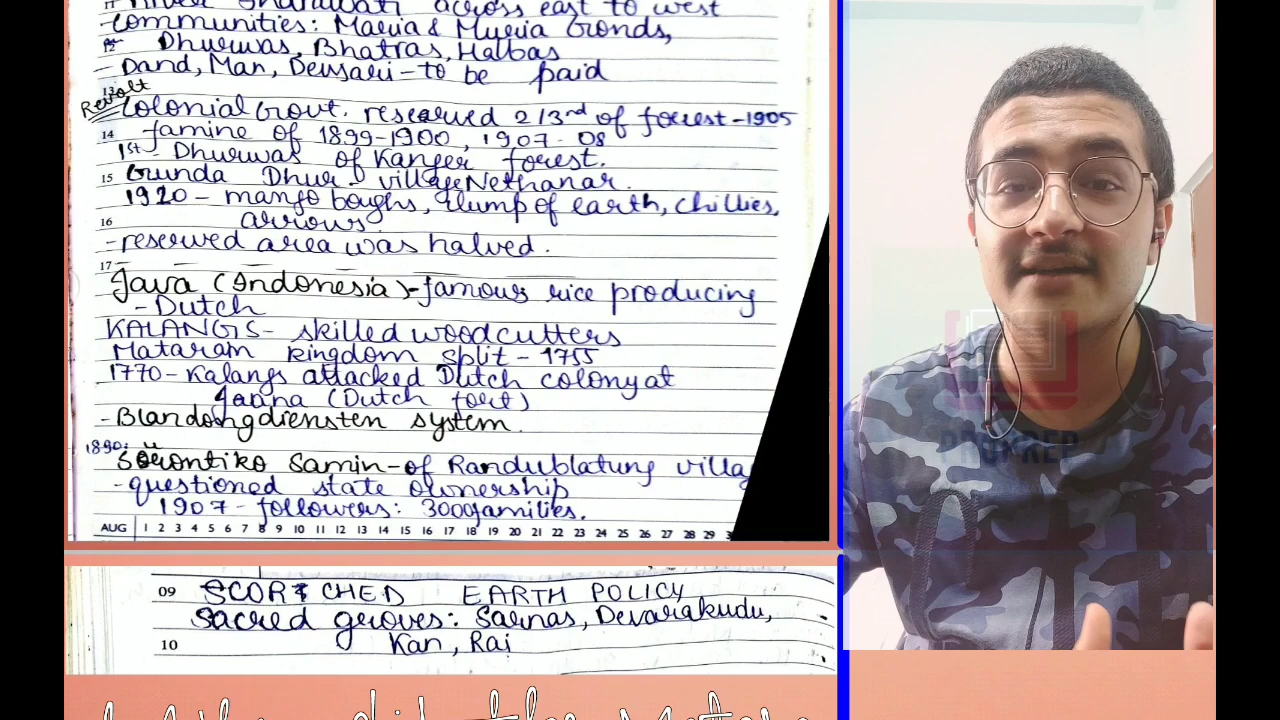 across east to west
-communities: Maria & Muria Gonds,
Dhurwas, Bhatras, Halbas
- Dand, Man, Dewsari - to be paid
13
Revolt
Colonial Govt. reserved 2/3rd of forest - 1905
14
famine of 1899-1900, 1907-08
1st - Dhurwas of Kanger forest.
15
Gunda Dhur - village Nethanar.
1920 - mango boughs, a lump of earth, chillies,
16
arrows.
-reserved area was halved.
17
Java (Indonesia) - famous rice producing
- Dutch
KALANGIS - skilled woodcutters
Mataram kingdom split - 1755
1770 - Kalangs attacked Dutch colony at
Joana (Dutch fort)
- Blandongdiensten system.
1890:
Surontiko Samin - of Randublatung villag
-questioned state ownership
1907 - followers: 3000 families.
AUG 1 2 3 4 5 6 7 8 9 10 11 12 13 14 15 16 17 18 19 20 21 22 23 24 25 26 27 28 29 3
09 SCORTCHED EARTH POLICY
Sacred groves: Sarnas, Devarakudu,
10 Kan, Rai
PROPREP